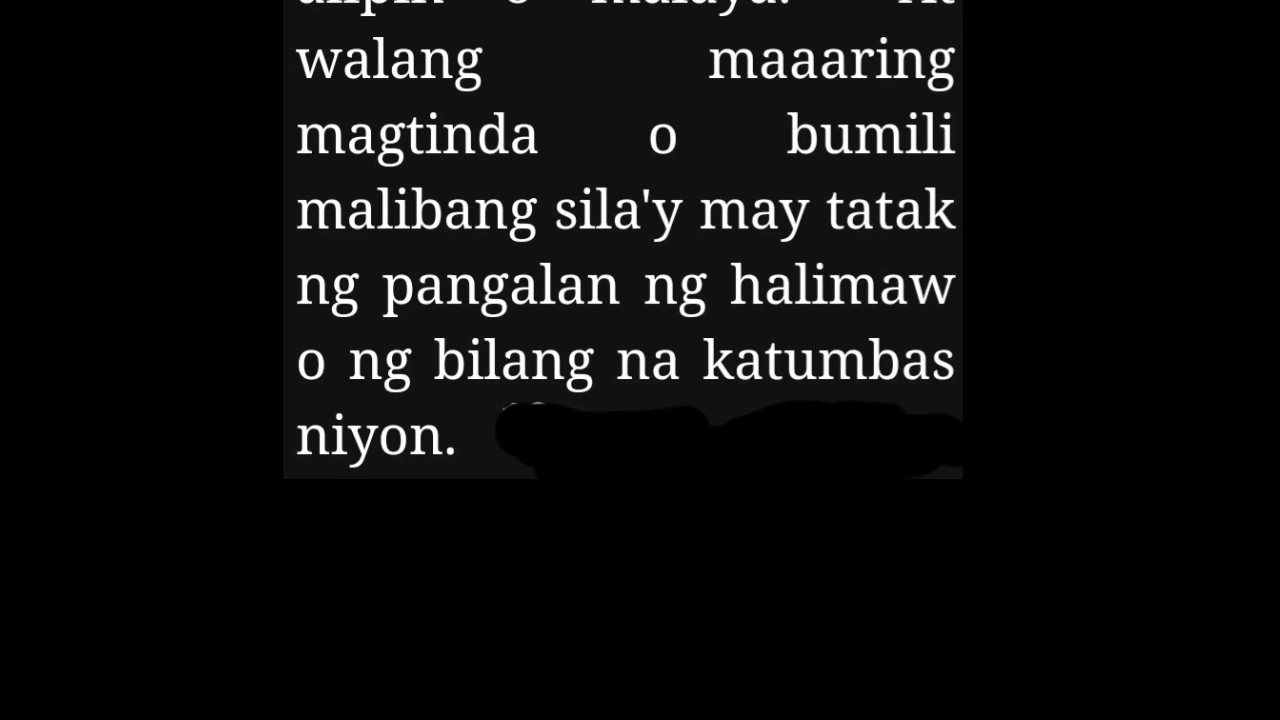 walang maaaring
magtinda o bumili
malibang sila'y may tatak
ng pangalan ng halimaw
o ng bilang na katumbas
niyon.